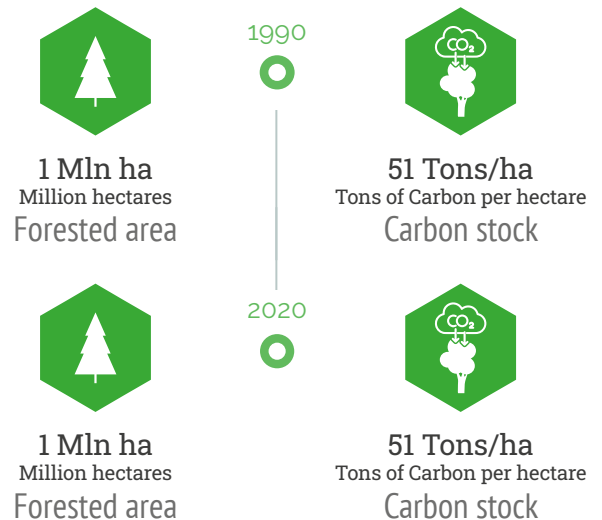 1990
CO2
1 Mln ha
Million hectares
Forested area
51 Tons/ha
Tons of Carbon per hectare
Carbon stock
2020
CO2
1 Mln ha
Million hectares
Forested area
51 Tons/ha
Tons of Carbon per hectare
Carbon stock